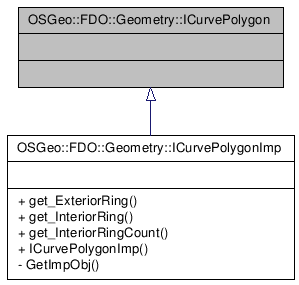 OSGeo::FDO::Geometry::ICurvePolygon
OSGeo::FDO::Geometry::ICurvePolygonImp
+ get_ExteriorRing()
+ get_InteriorRing()
+ get_InteriorRingCount()
+ ICurvePolygonImp()
- GetImpObj()